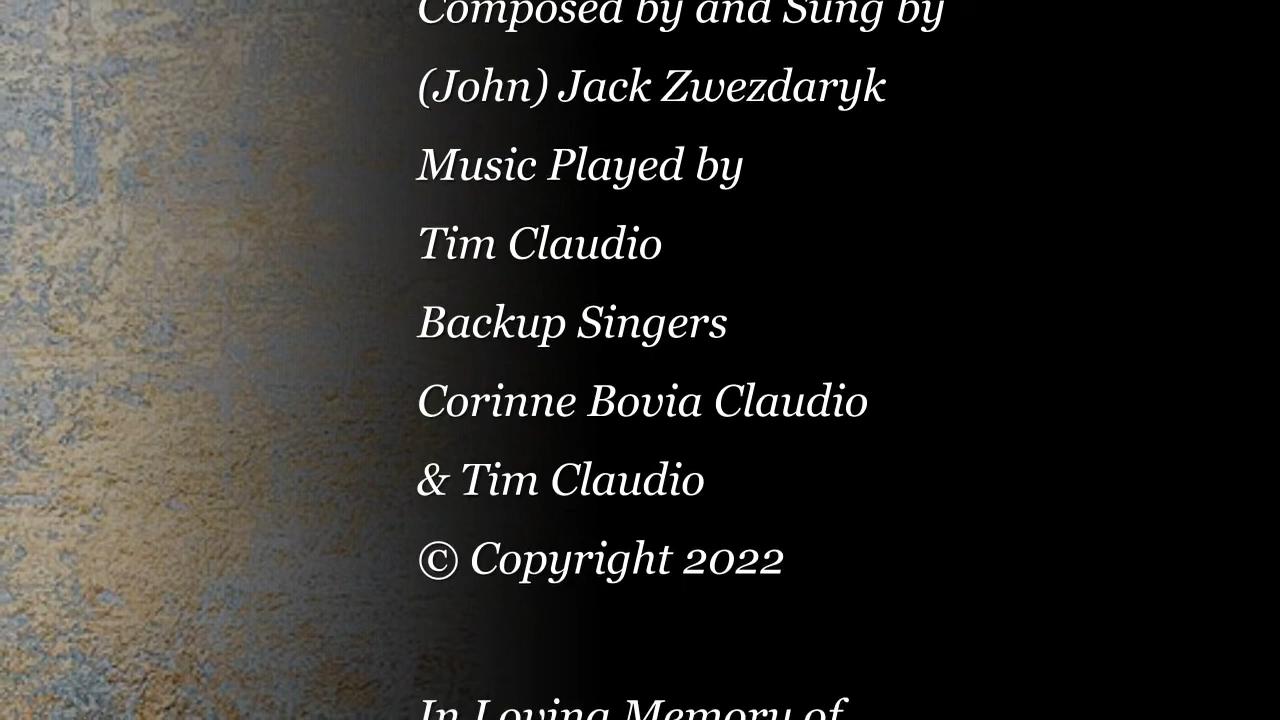 Composed by and Sung by
(John) Jack Zwezdaryk
Music Played by
Tim Claudio
Backup Singers
Corinne Bovia Claudio
& Tim Claudio
© Copyright 2022
In Loving Memory of